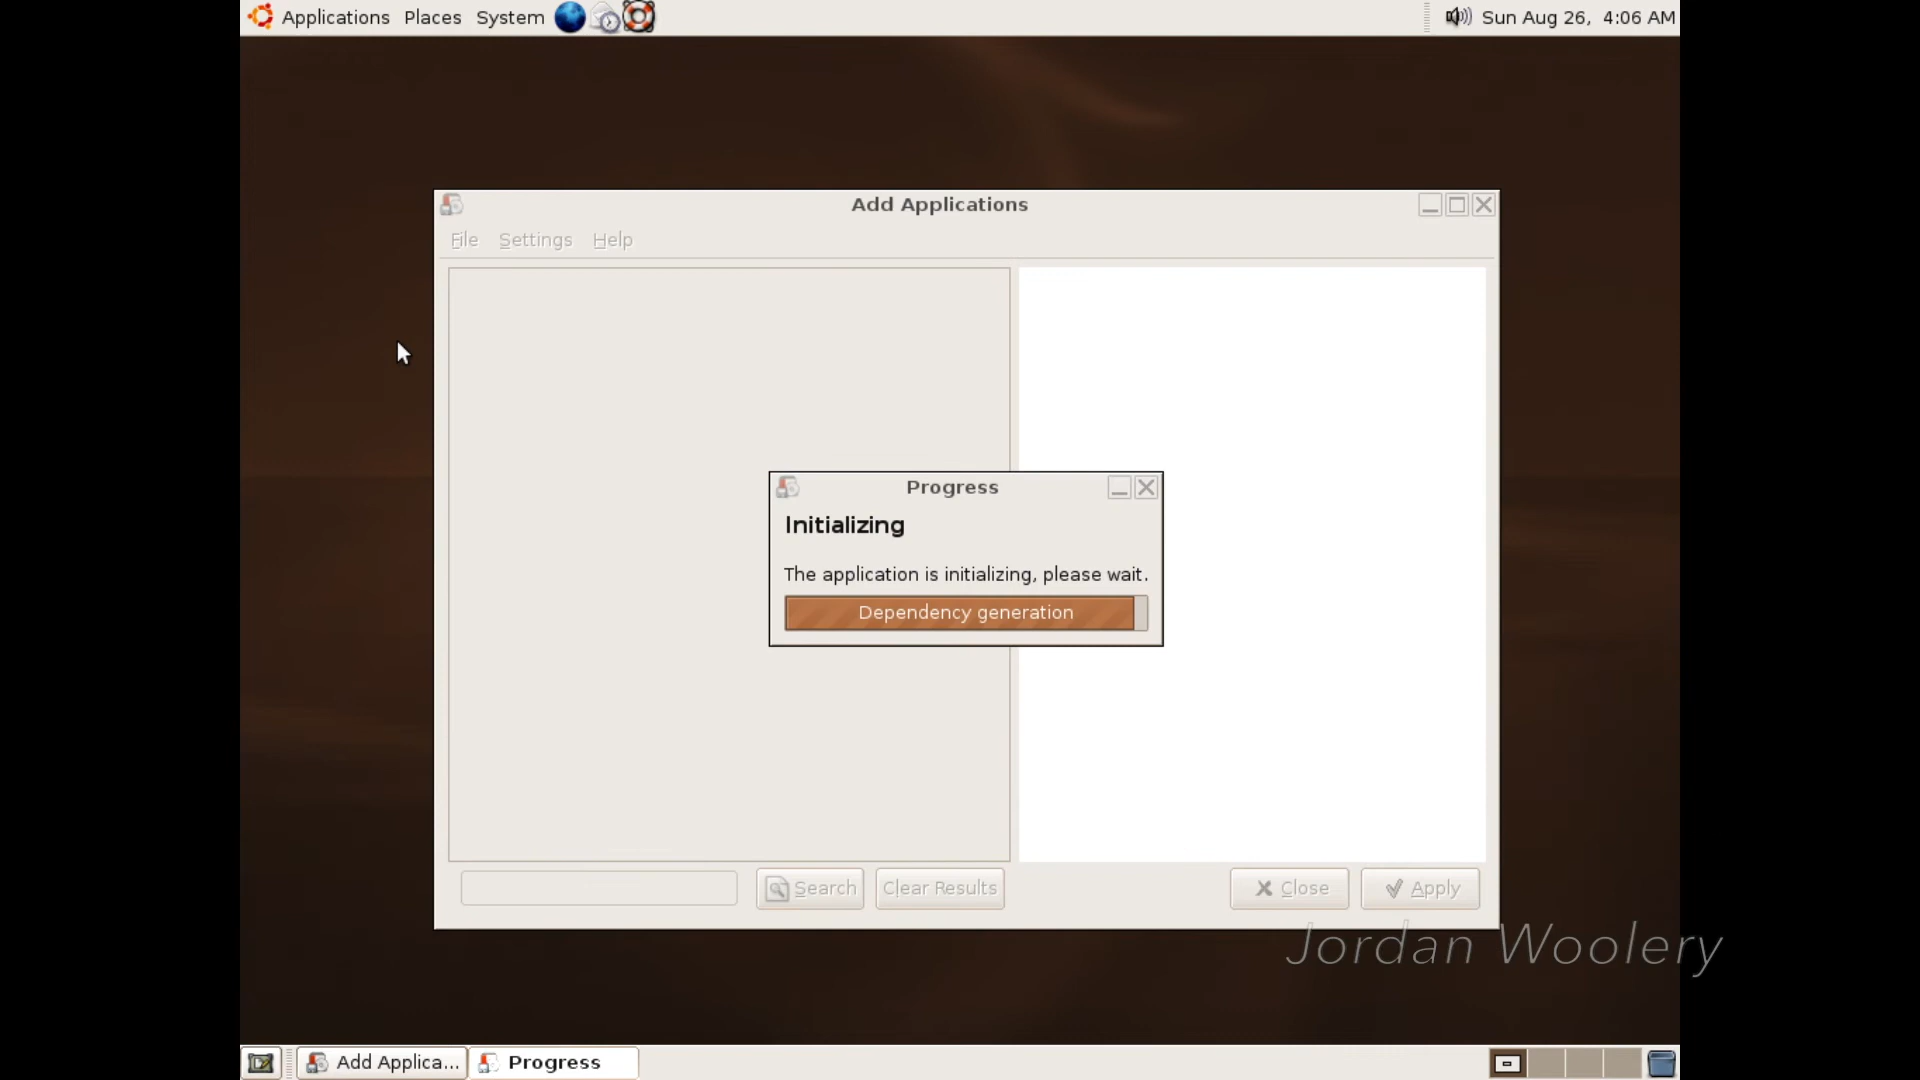 Applications Places System
Sun Aug 26, 4:06 AM
Add Applications
File Settings Help
Progress
Initializing
The application is initializing, please wait.
Dependency generation
Search Clear Results Close Apply
Jordan Woolery
Add Applica... Progress